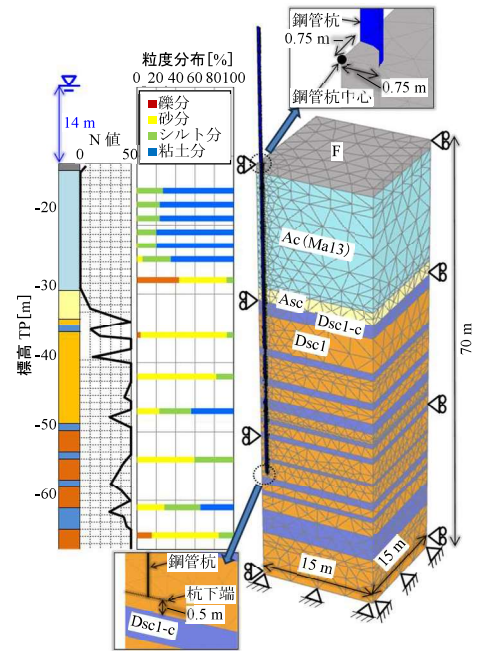 鋼管杭
0.75 m
0.75 m
鋼管杭中心
粒度分布[%]
0 20 40 60 80 100
礫分
砂分
シルト分
粘土分
14 m
N 値
0
50
標高 TP[m]
-20
-30
-40
-50
-60
F
Ac(Ma13)
Asc
Dsc1-c
Dsc1
70 m
15 m
15 m
鋼管杭
杭下端
0.5 m
Dsc1-c